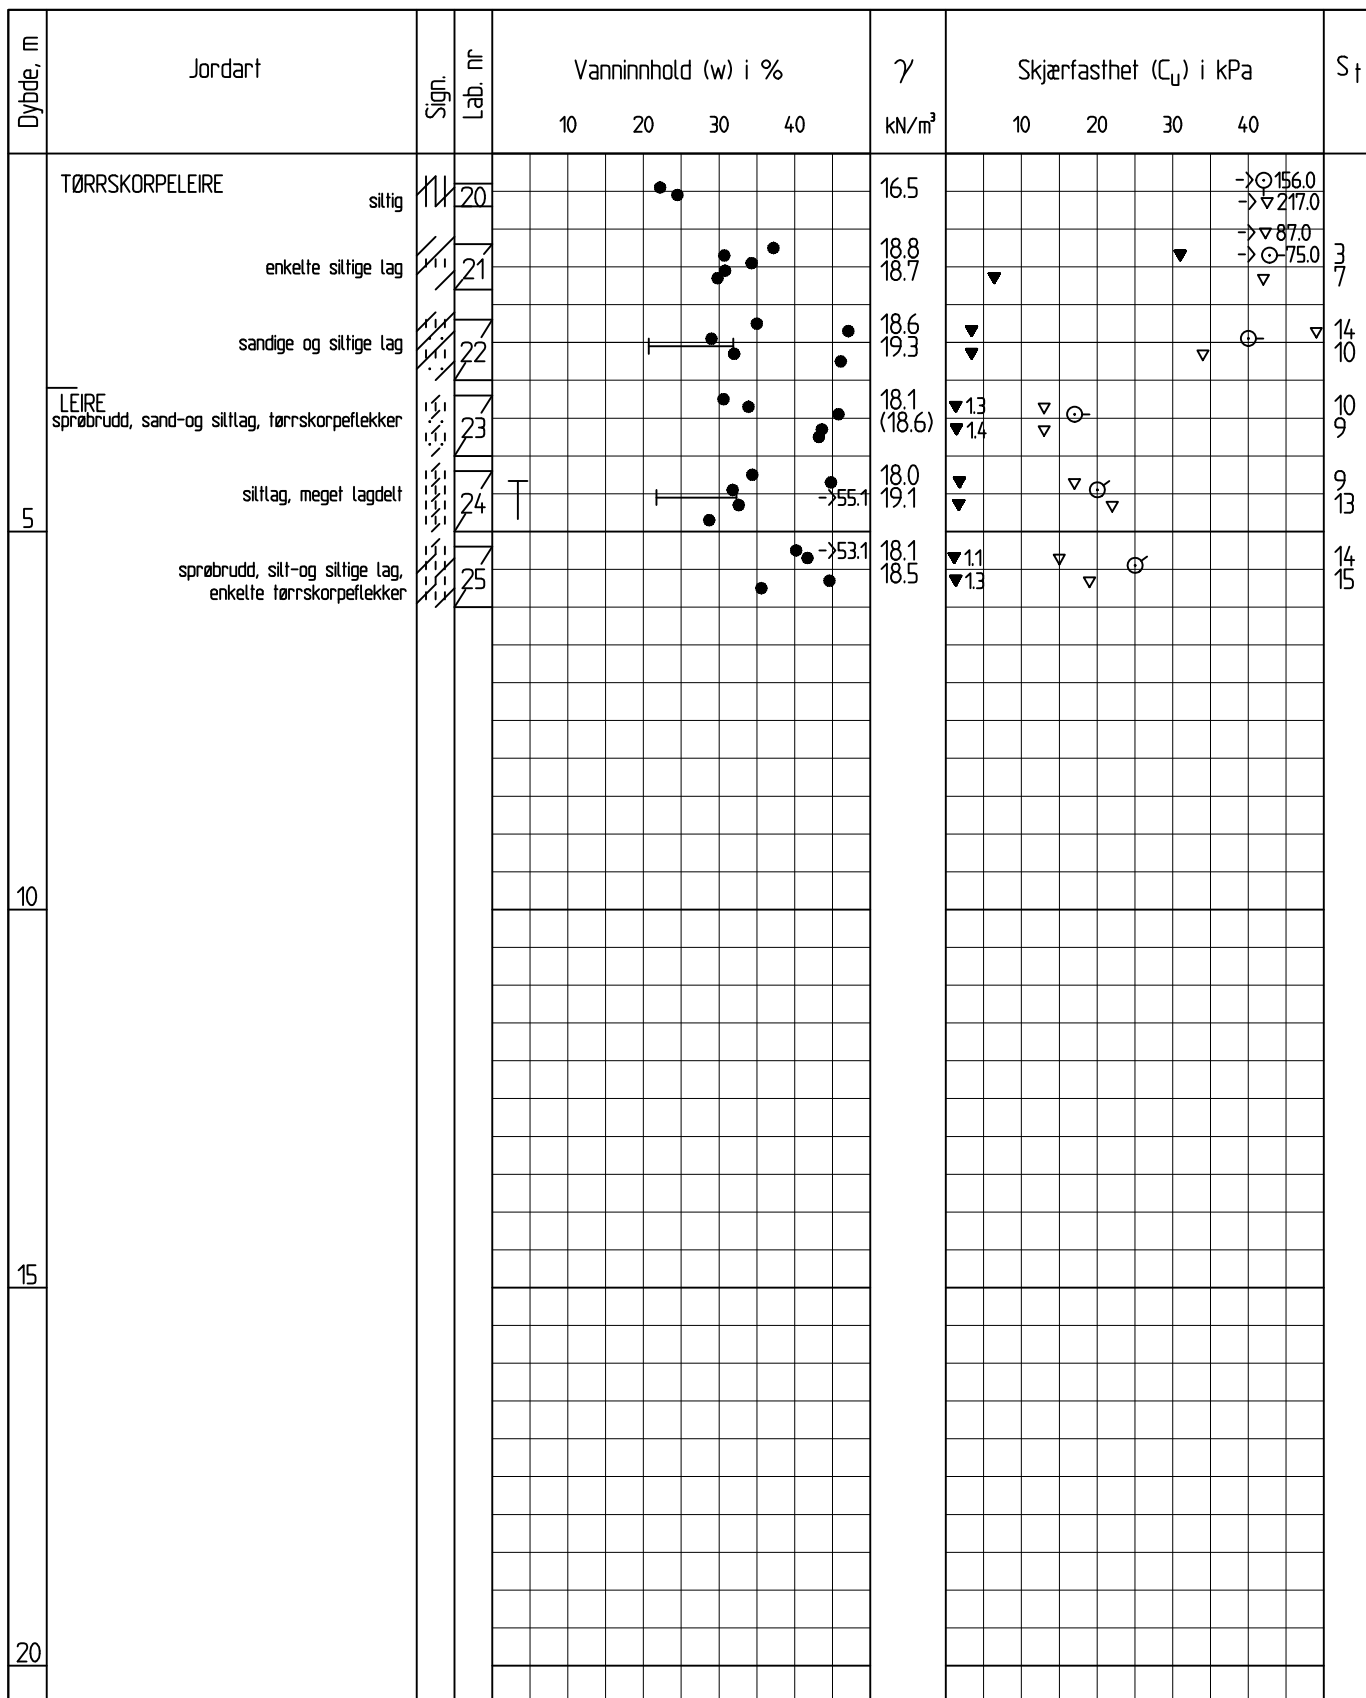 Dybde, m
Jordart
Sign.
Lab. nr
Vanninnhold (w) i %
γ
Skjærfasthet (Cu) i kPa
St
10 20 30 40
kN/m³
10 20 30 40
TØRRSKORPELEIRE
siltig
20
16.5
->156.0
->217.0
->87.0
enkelte siltige lag
21
18.8
18.7
->75.0
3
7
sandige og siltige lag
22
18.6
19.3
14
10
LEIRE
sprøbrudd, sand-og siltlag, tørrskorpeflekker
23
18.1
(18.6)
1.3
1.4
10
9
siltlag, meget lagdelt
24
T
->55.1
18.0
19.1
9
13
5
sprøbrudd, silt-og siltige lag,
enkelte tørrskorpeflekker
25
->53.1
18.1
18.5
1.1
1.3
14
15
10
15
20